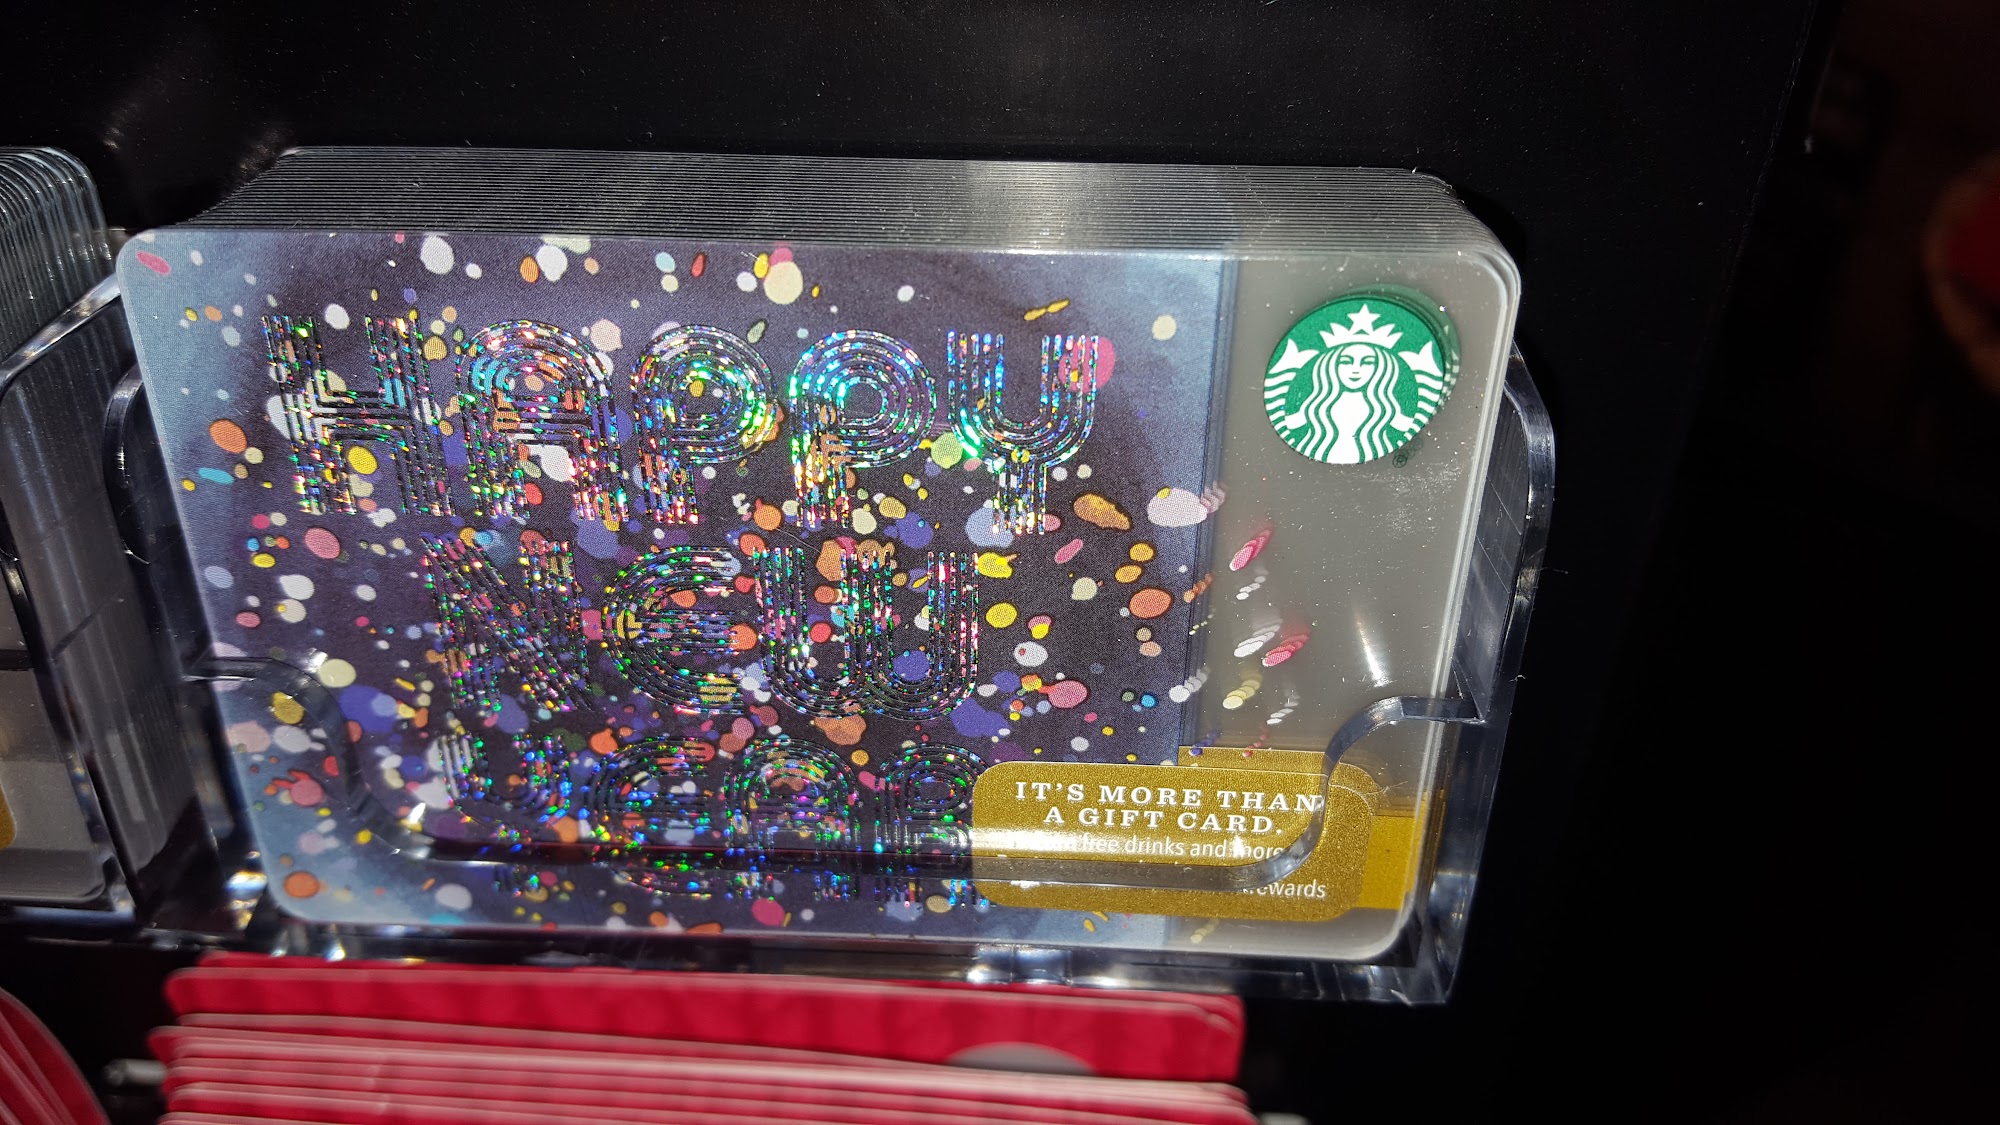 HAPPY
NEW
YEAR
IT'S MORE THAN
A GIFT CARD.
free drinks and more
rewards
®